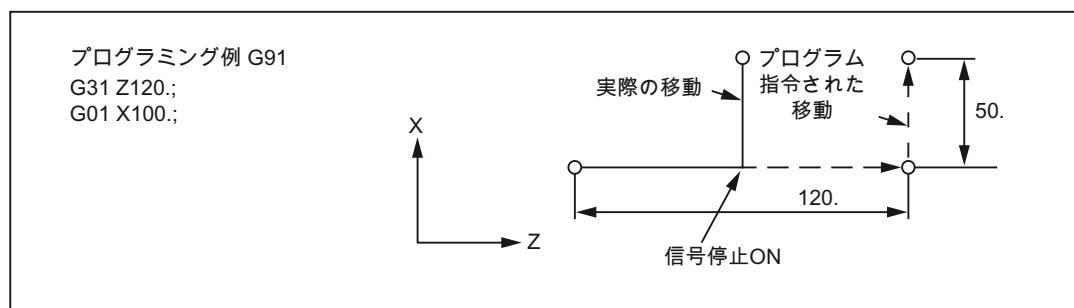 プログラミング例 G91
G31 Z120.;
G01 X100.;
X
Z
実際の移動
プログラム
指令された
移動
50.
120.
信号停止ON